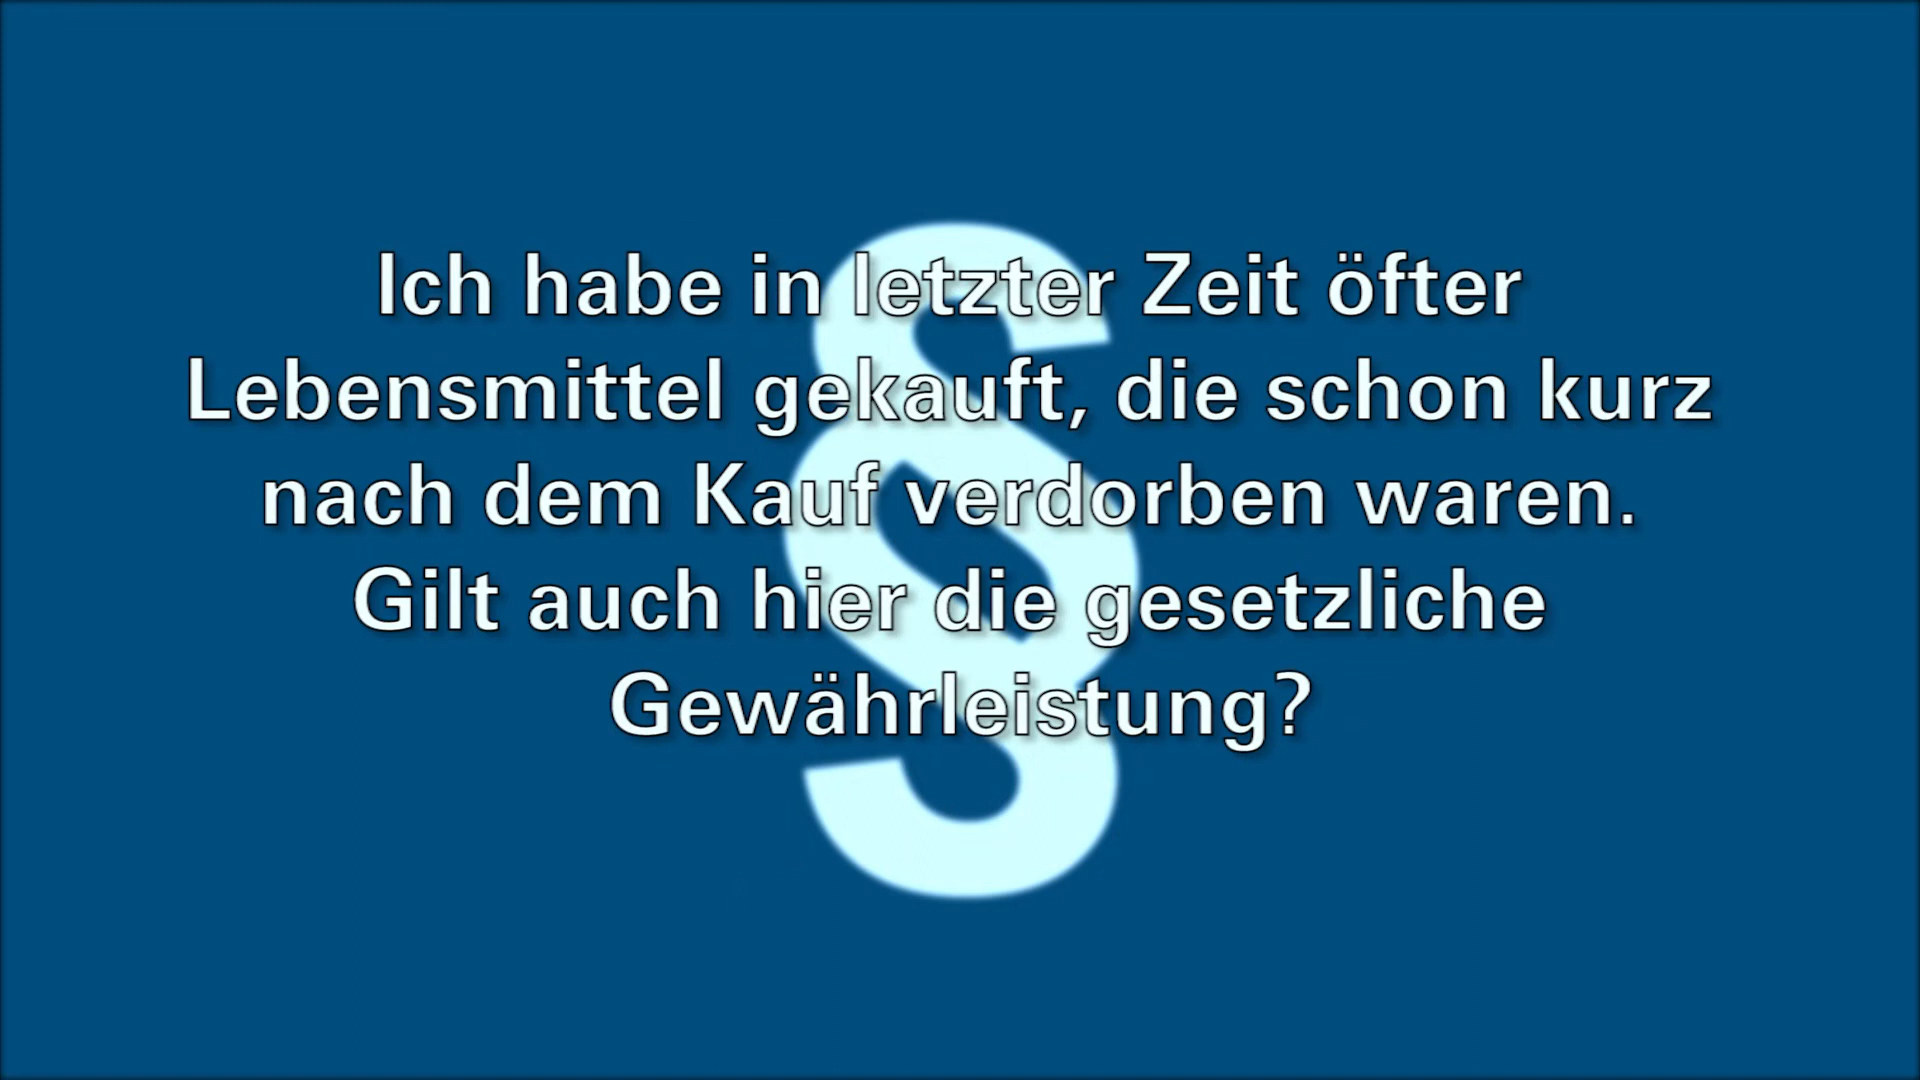 Ich habe in letzter Zeit öfter
Lebensmittel gekauft, die schon kurz
nach dem Kauf verdorben waren.
Gilt auch hier die gesetzliche
Gewährleistung?
§